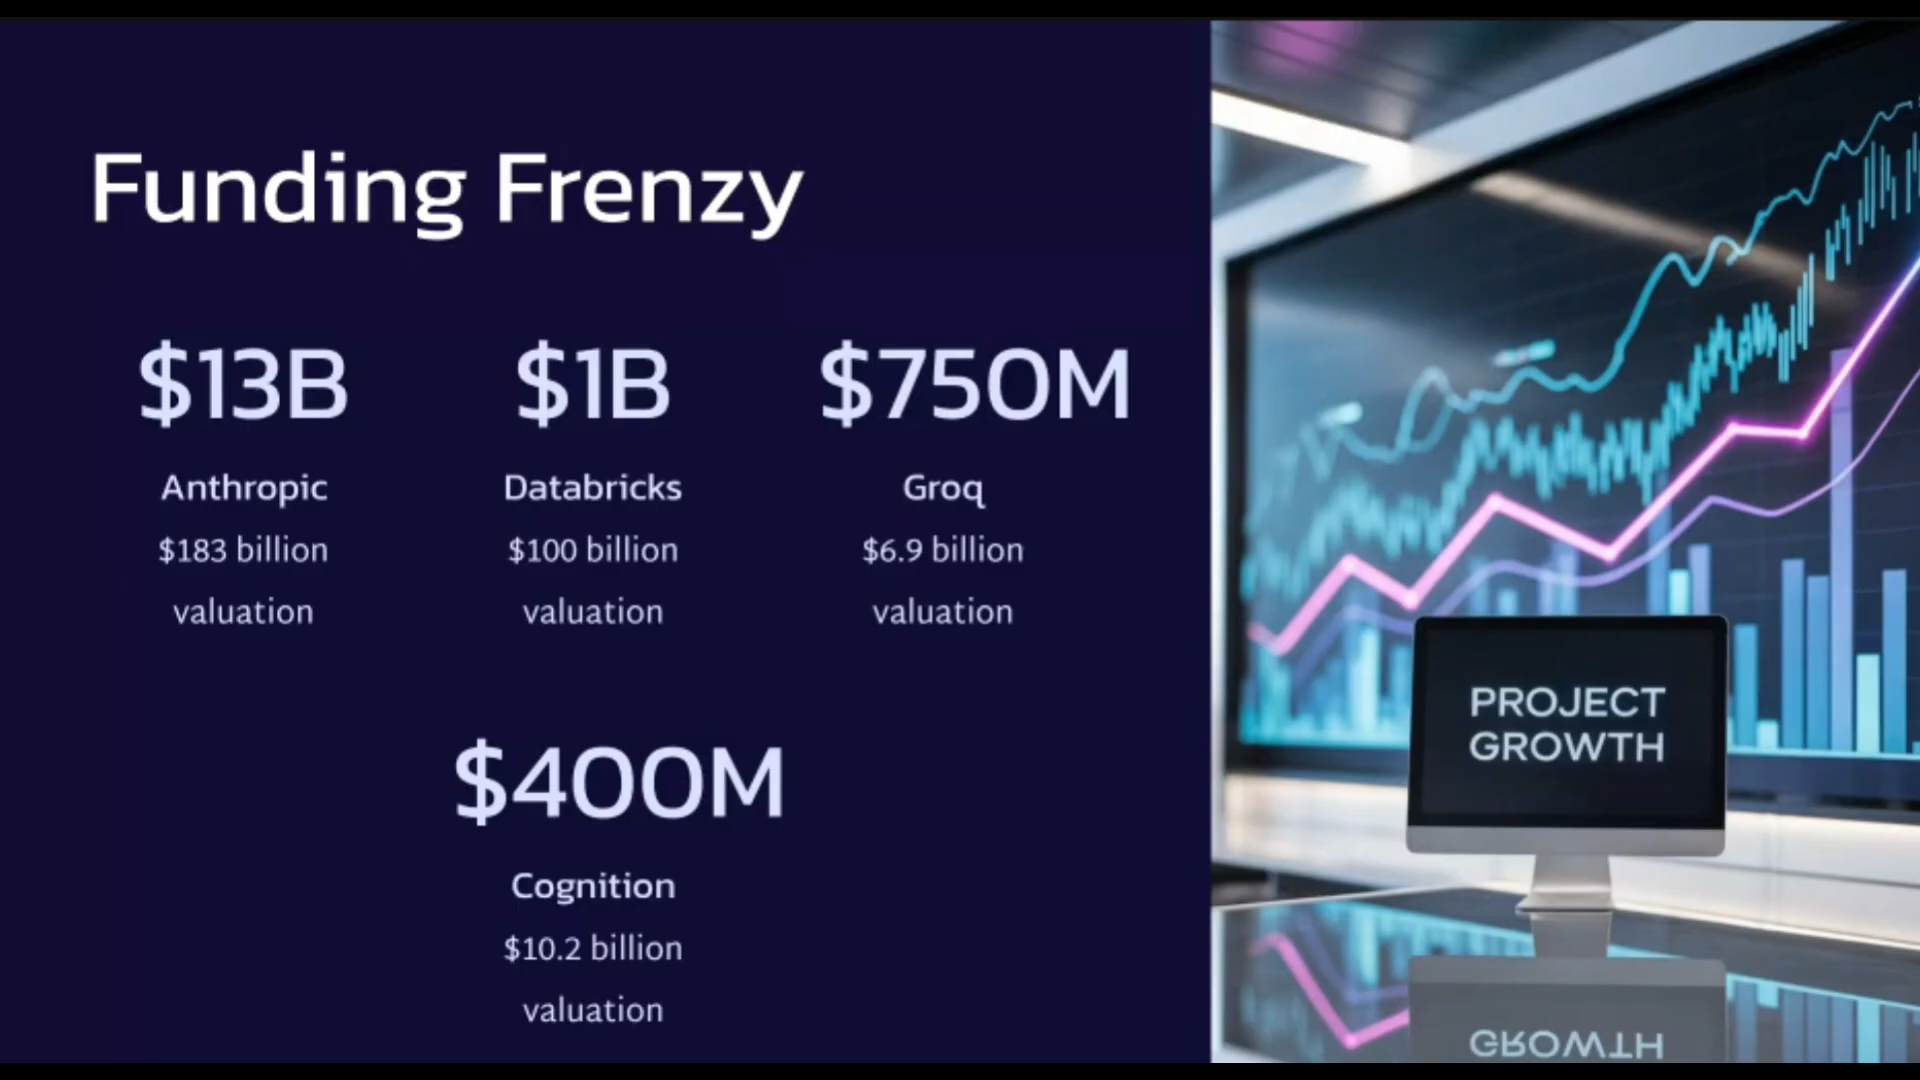 Funding Frenzy
$13B
Anthropic
$183 billion
valuation
$1B
Databricks
$100 billion
valuation
$750M
Groq
$6.9 billion
valuation
$400M
Cognition
$10.2 billion
valuation
PROJECT
GROWTH
GROWTH